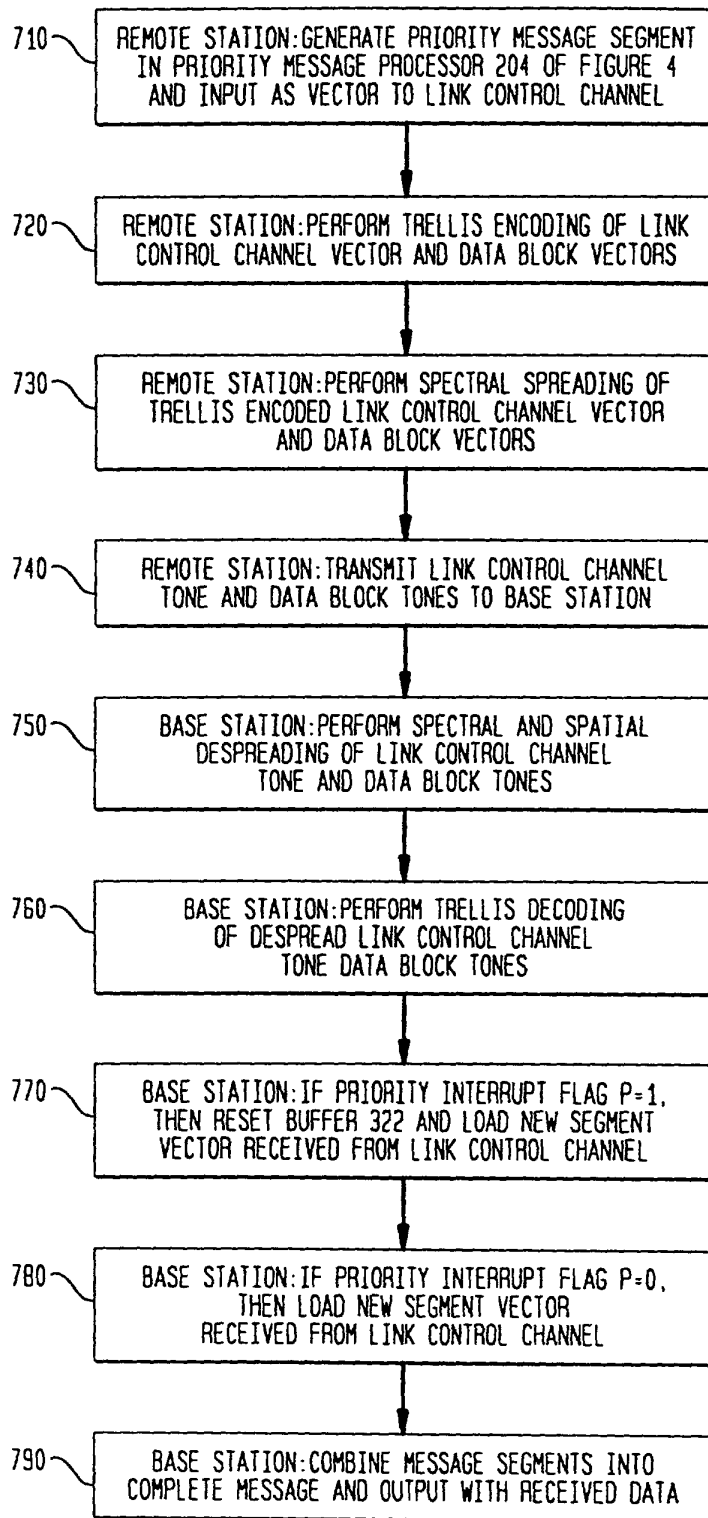 710
REMOTE STATION:GENERATE PRIORITY MESSAGE SEGMENT
IN PRIORITY MESSAGE PROCESSOR 204 OF FIGURE 4
AND INPUT AS VECTOR TO LINK CONTROL CHANNEL
720
REMOTE STATION:PERFORM TRELLIS ENCODING OF LINK
CONTROL CHANNEL VECTOR AND DATA BLOCK VECTORS
730
REMOTE STATION:PERFORM SPECTRAL SPREADING OF
TRELLIS ENCODED LINK CONTROL CHANNEL VECTOR
AND DATA BLOCK VECTORS
740
REMOTE STATION:TRANSMIT LINK CONTROL CHANNEL
TONE AND DATA BLOCK TONES TO BASE STATION
750
BASE STATION:PERFORM SPECTRAL AND SPATIAL
DESPREADING OF LINK CONTROL CHANNEL
TONE AND DATA BLOCK TONES
760
BASE STATION:PERFORM TRELLIS DECODING
OF DESPREAD LINK CONTROL CHANNEL
TONE DATA BLOCK TONES
770
BASE STATION:IF PRIORITY INTERRUPT FLAG P=1,
THEN RESET BUFFER 322 AND LOAD NEW SEGMENT
VECTOR RECEIVED FROM LINK CONTROL CHANNEL
780
BASE STATION:IF PRIORITY INTERRUPT FLAG P=0,
THEN LOAD NEW SEGMENT VECTOR
RECEIVED FROM LINK CONTROL CHANNEL
790
BASE STATION:COMBINE MESSAGE SEGMENTS INTO
COMPLETE MESSAGE AND OUTPUT WITH RECEIVED DATA